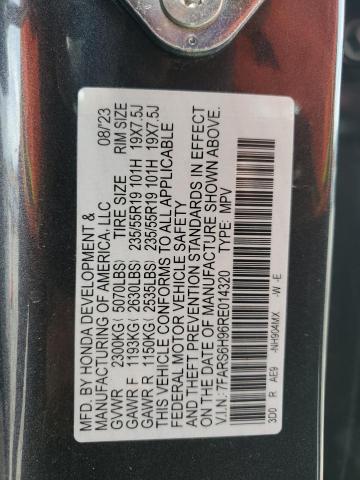 MFD. BY HONDA DEVELOPMENT & 08/'23
MANUFACTURING OF AMERICA, LLC
GVWR 2300KG( 5070LBS) TIRE SIZE RIM SIZE
GAWR F 1193KG( 2630LBS) 235/55R19 101H 19X7.5J
GAWR R 1150KG( 2535LBS) 235/55R19 101H 19X7.5J
THIS VEHICLE CONFORMS TO ALL APPLICABLE
FEDERAL MOTOR VEHICLE SAFETY
AND THEFT PREVENTION STANDARDS IN EFFECT
ON THE DATE OF MANUFACTURE SHOWN ABOVE.
V.I.N.: 7FARS6H96RE014320 TYPE: MPV
3D0 R AE9 -NH904MX -W -E